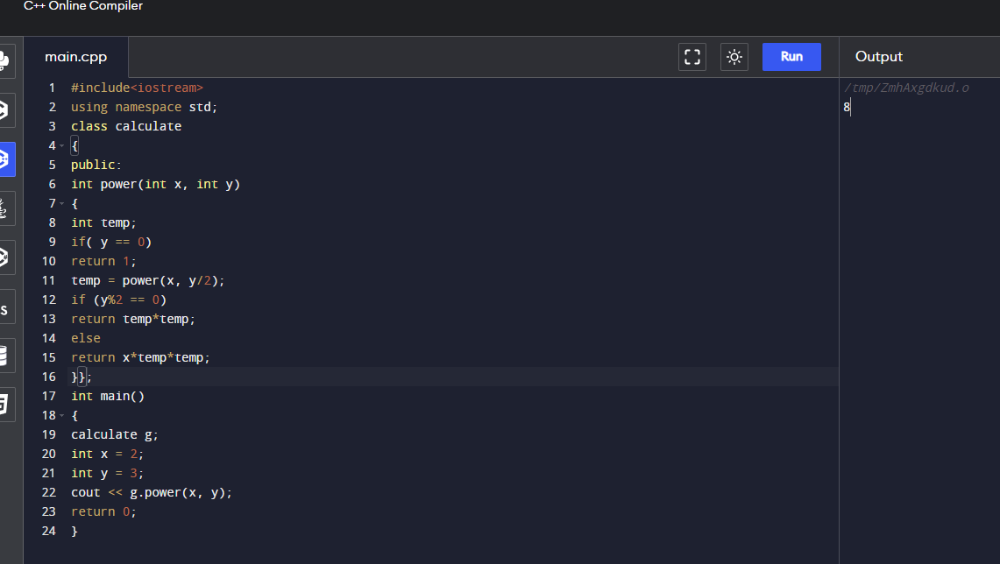 C++ Online Compiler
main.cpp
Run
Output
1 #include<iostream>
2 using namespace std;
3 class calculate
4 {
5 public:
6 int power(int x, int y)
7 {
8 int temp;
9 if( y == 0)
10 return 1;
11 temp = power(x, y/2);
12 if (y%2 == 0)
13 return temp*temp;
14 else
15 return x*temp*temp;
16 }};
17 int main()
18 {
19 calculate g;
20 int x = 2;
21 int y = 3;
22 cout << g.power(x, y);
23 return 0;
24 }
/tmp/ZmhAxgdkud.o
8